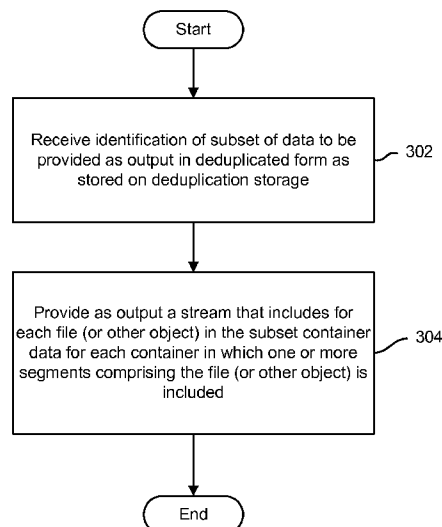 Start
Receive identification of subset of data to be
provided as output in deduplicated form as
stored on deduplication storage
302
Provide as output a stream that includes for
each file (or other object) in the subset container
data for each container in which one or more
segments comprising the file (or other object) is
included
304
End